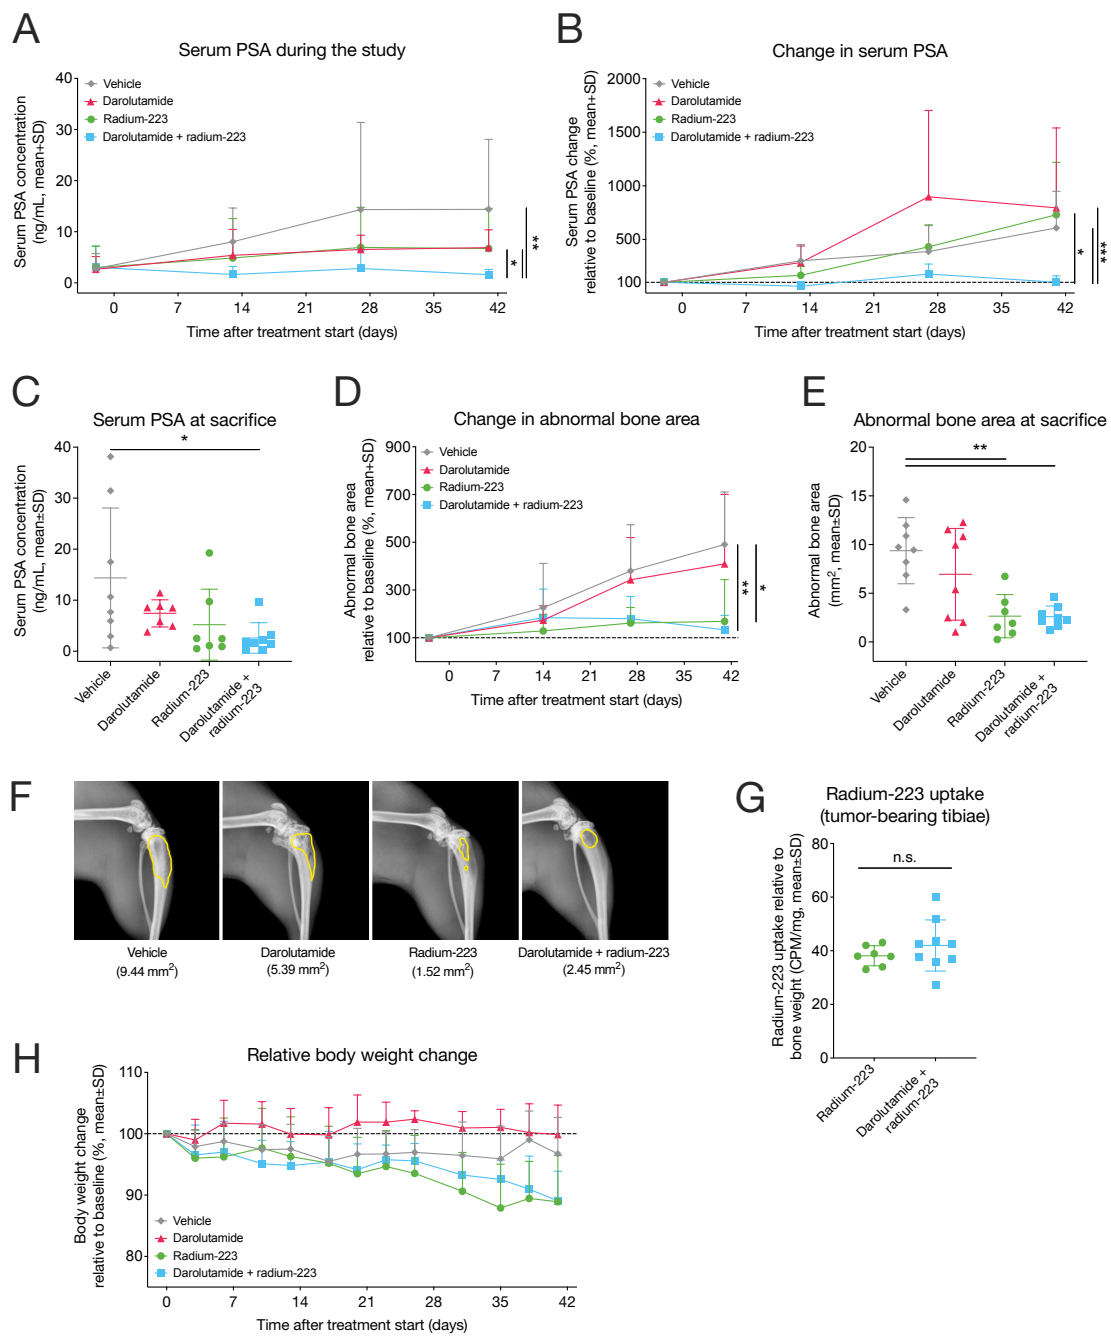 A
Serum PSA during the study
Serum PSA concentration
(ng/mL, mean+SD)
40
30
20
10
0
Vehicle
Darolutamide
Radium-223
Darolutamide + radium-223
*
**
0 7 14 21 28 35 42
Time after treatment start (days)
B
Change in serum PSA
Serum PSA change
relative to baseline (%, mean+SD)
2000
1500
1000
500
100
Vehicle
Darolutamide
Radium-223
Darolutamide + radium-223
*
***
0 7 14 21 28 35 42
Time after treatment start (days)
C
Serum PSA at sacrifice
Serum PSA concentration
(ng/mL, mean±SD)
40
30
20
10
0
*
Vehicle
Darolutamide
Radium-223
Darolutamide +
radium-223
D
Change in abnormal bone area
Abnormal bone area
relative to baseline (%, mean+SD)
900
700
500
300
100
Vehicle
Darolutamide
Radium-223
Darolutamide + radium-223
**
*
0 7 14 21 28 35 42
Time after treatment start (days)
E
Abnormal bone area at sacrifice
Abnormal bone area
(mm2, mean±SD)
20
15
10
5
0
**
Vehicle
Darolutamide
Radium-223
Darolutamide +
radium-223
F
Vehicle
(9.44 mm2)
Darolutamide
(5.39 mm2)
Radium-223
(1.52 mm2)
Darolutamide + radium-223
(2.45 mm2)
G
Radium-223 uptake
(tumor-bearing tibiae)
Radium-223 uptake relative to
bone weight (CPM/mg, mean±SD)
80
60
40
20
0
n.s.
Radium-223
Darolutamide +
radium-223
H
Relative body weight change
Body weight change
relative to baseline (%, mean±SD)
110
100
90
80
Vehicle
Darolutamide
Radium-223
Darolutamide + radium-223
0 7 14 21 28 35 42
Time after treatment start (days)